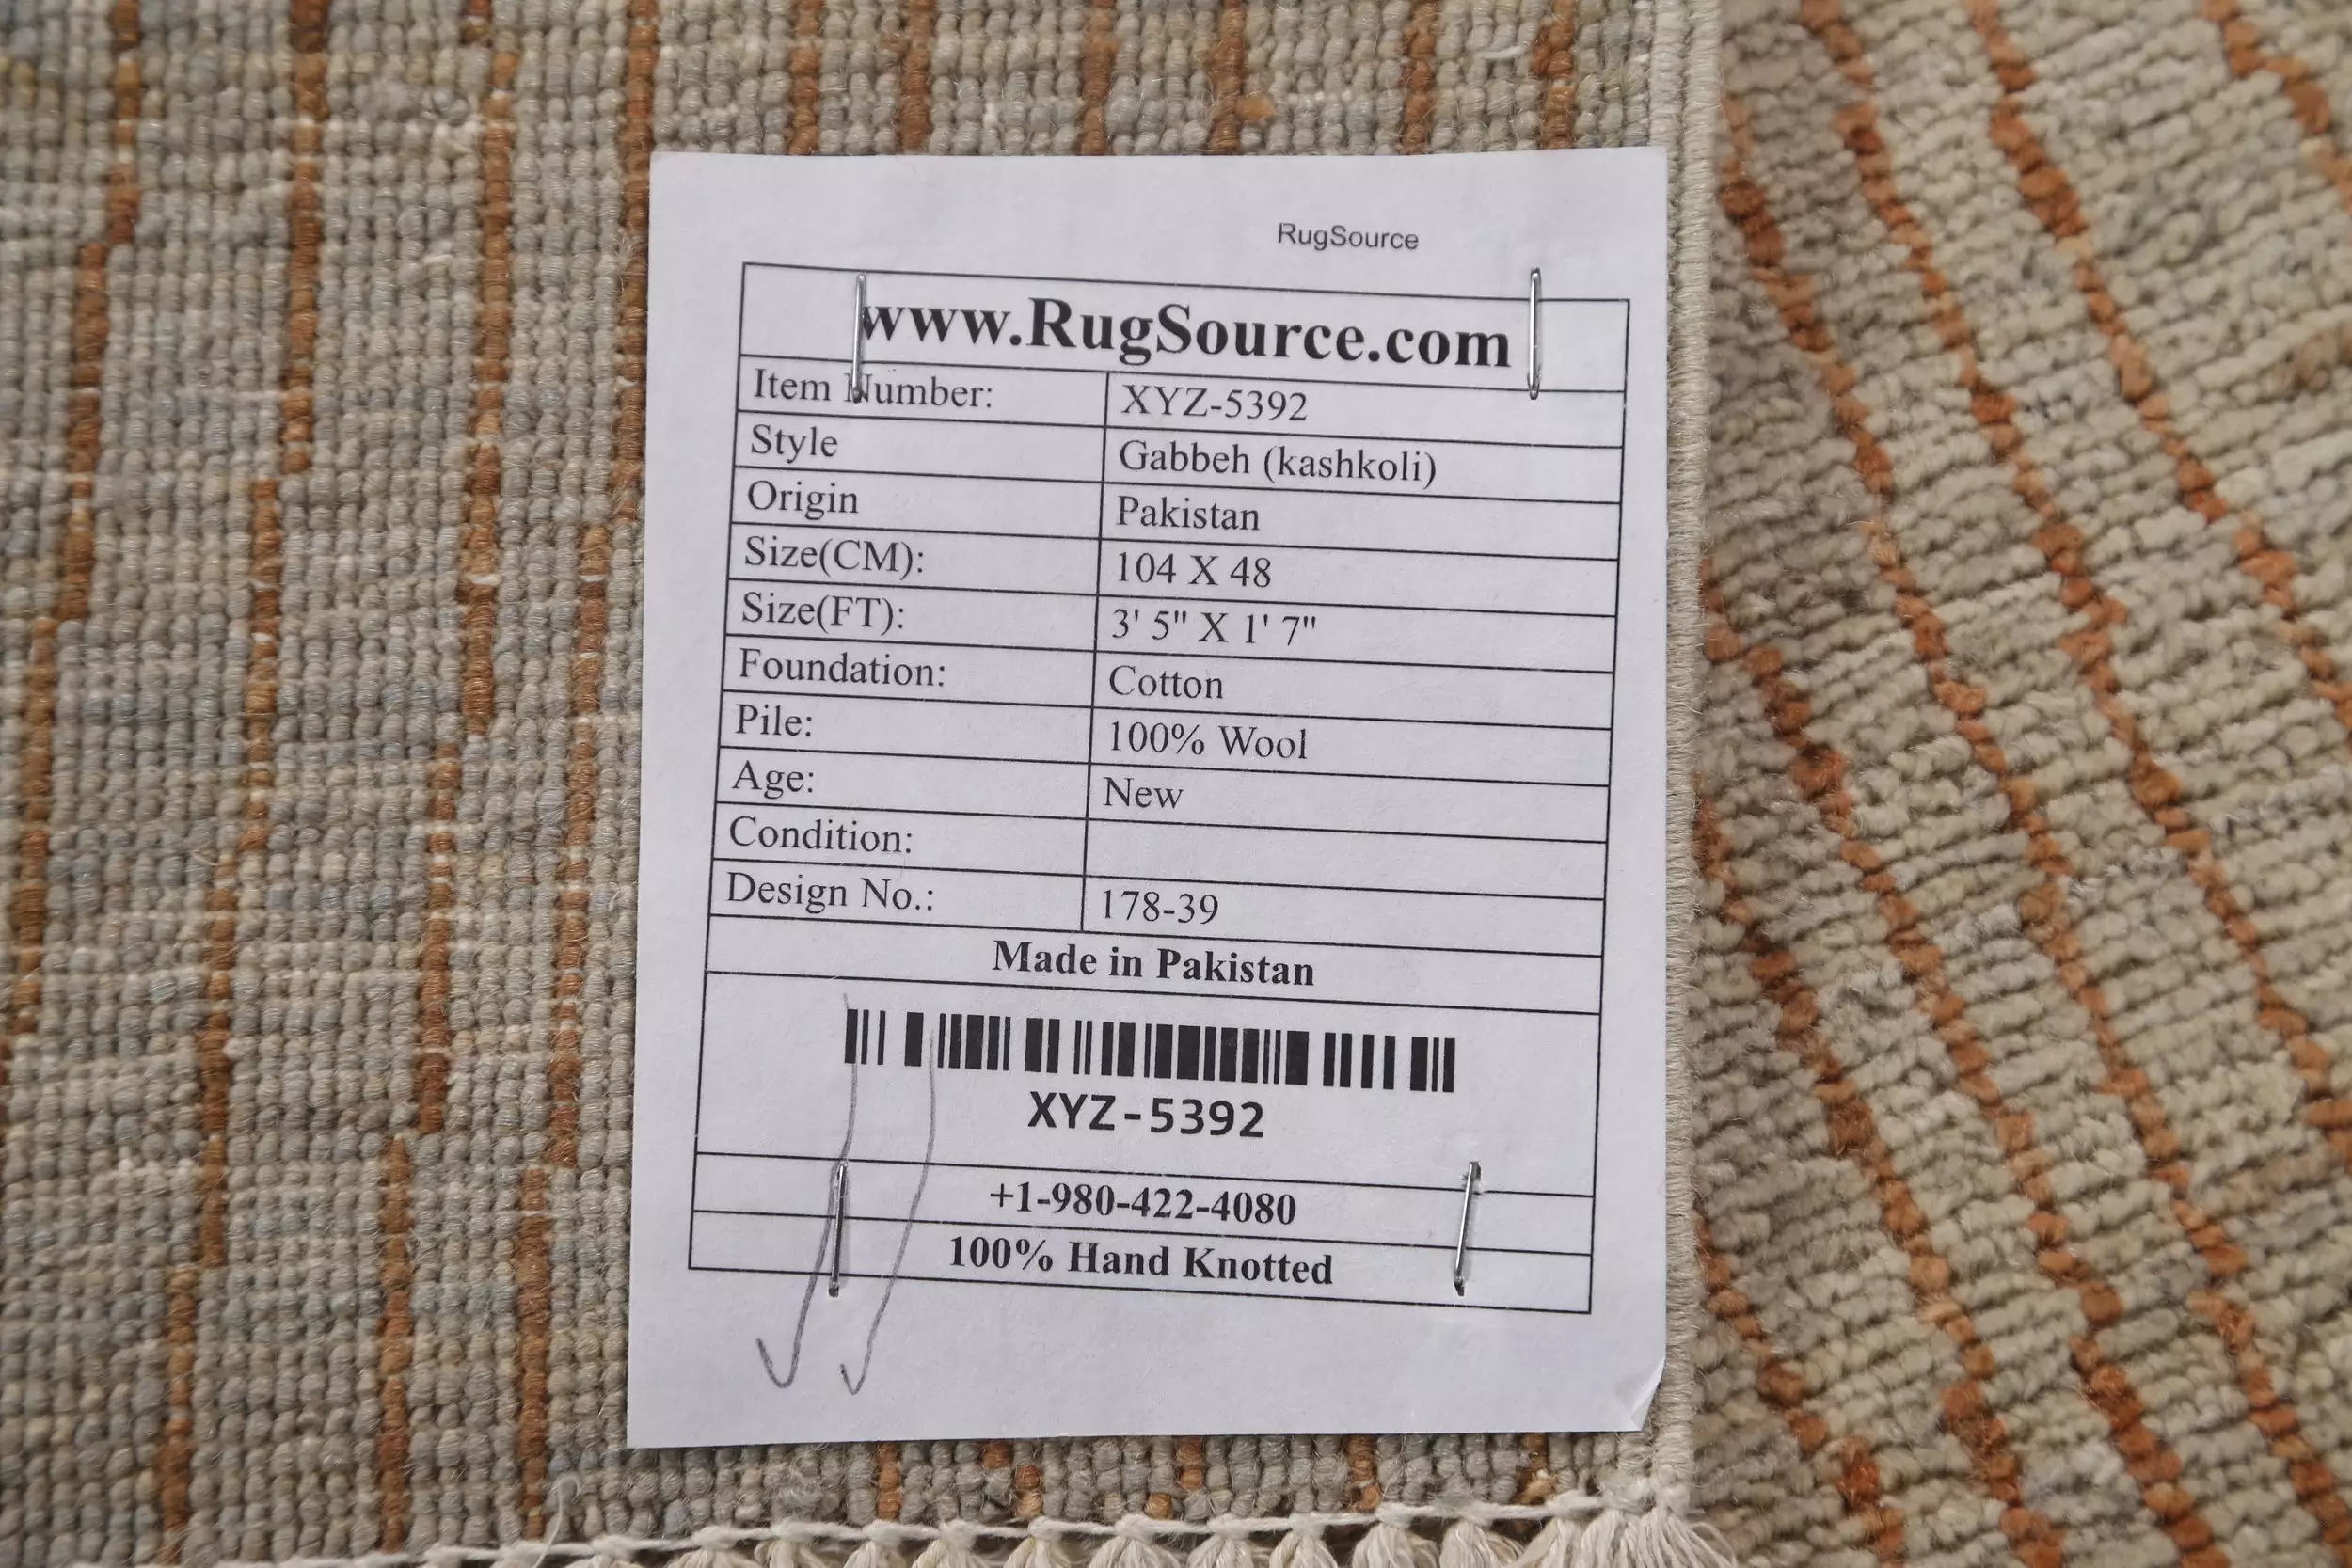 RugSource
www.RugSource.com
Item Number: XYZ-5392
Style Gabbeh (kashkoli)
Origin Pakistan
Size(CM): 104 X 48
Size(FT): 3' 5" X 1' 7"
Foundation: Cotton
Pile: 100% Wool
Age: New
Condition:
Design No.: 178-39
Made in Pakistan
XYZ-5392
+1-980-422-4080
100% Hand Knotted